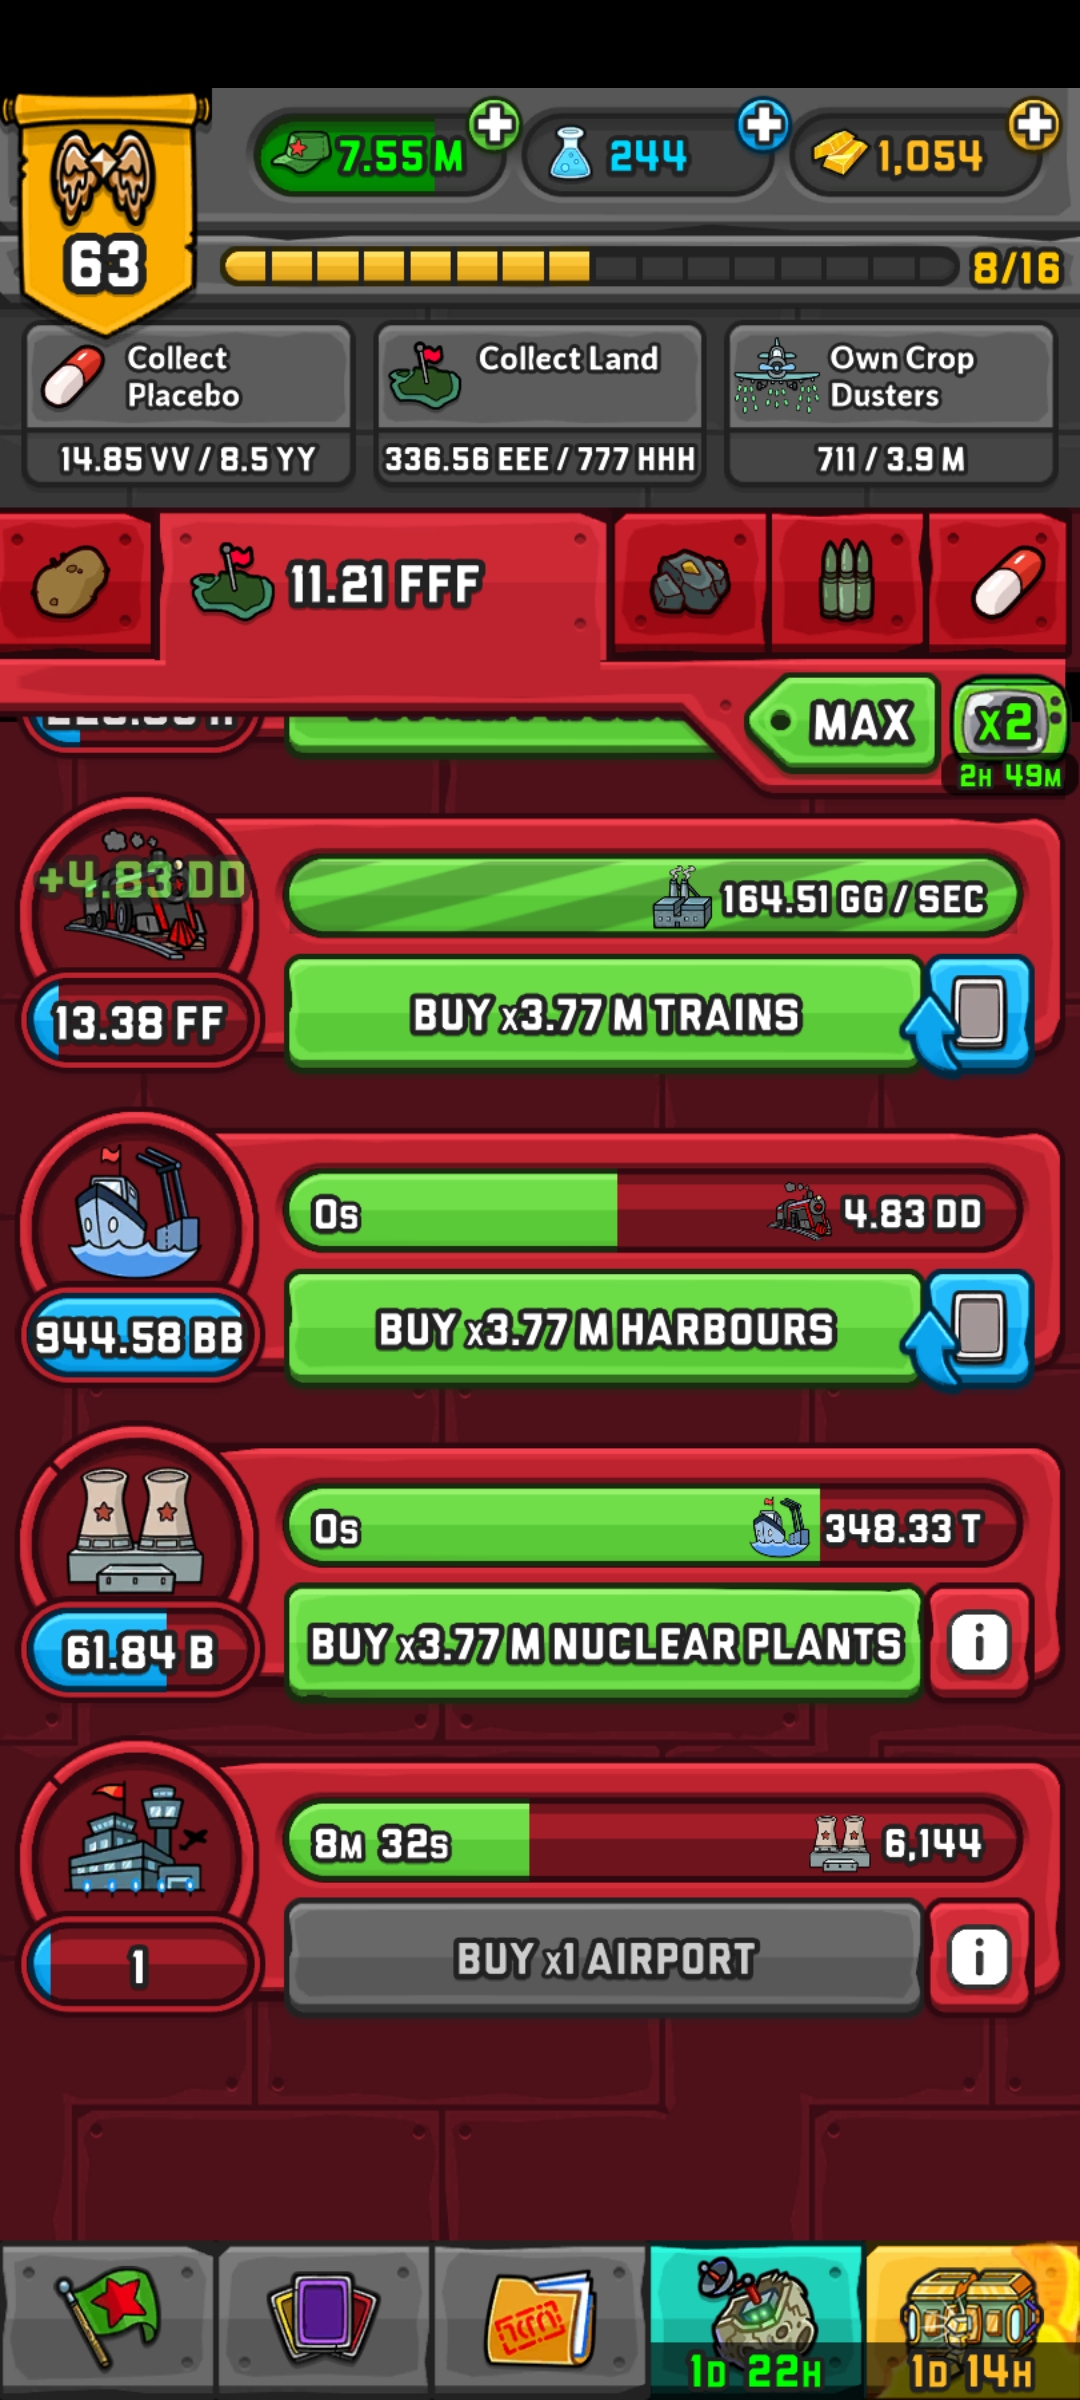 7.55 M
244
1,054
63
8/16
Collect
Placebo
14.85 VV / 8.5 YY
Collect Land
336.56 EEE / 777 HHH
Own Crop
Dusters
711 / 3.9 M
11.21 FFF
MAX
x2
2H 49M
+4.83 DD
164.51 GG / SEC
13.38 FF
BUY x3.77 M TRAINS
0s
4.83 DD
944.58 BB
BUY x3.77 M HARBOURS
0s
348.33 T
61.84 B
BUY x3.77 M NUCLEAR PLANTS
i
8M 32s
6,144
1
BUY x1 AIRPORT
i
1D 22H
1D 14H